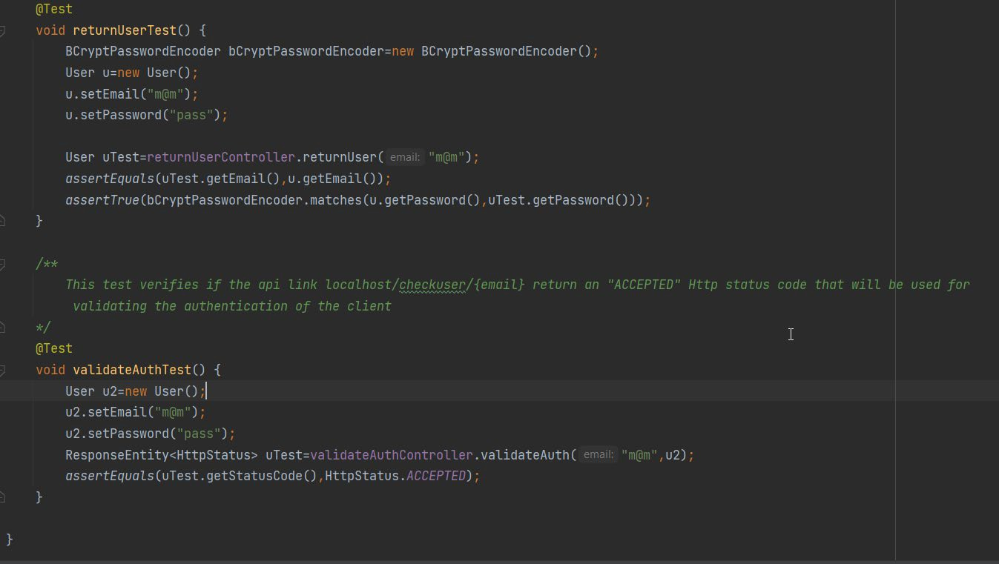 @Test
void returnUserTest() {
BCryptPasswordEncoder bCryptPasswordEncoder=new BCryptPasswordEncoder();
User u=new User();
u.setEmail("m@m");
u.setPassword("pass");
User uTest=returnUserController.returnUser( email: "m@m");
assertEquals(uTest.getEmail(),u.getEmail());
assertTrue(bCryptPasswordEncoder.matches(u.getPassword(),uTest.getPassword()));
}
/**
This test verifies if the api link localhost/checkuser/{email} return an "ACCEPTED" Http status code that will be used for
validating the authentication of the client
*/
@Test
void validateAuthTest() {
User u2=new User();
u2.setEmail("m@m");
u2.setPassword("pass");
ResponseEntity<HttpStatus> uTest=validateAuthController.validateAuth( email: "m@m",u2);
assertEquals(uTest.getStatusCode(),HttpStatus.ACCEPTED);
}
}